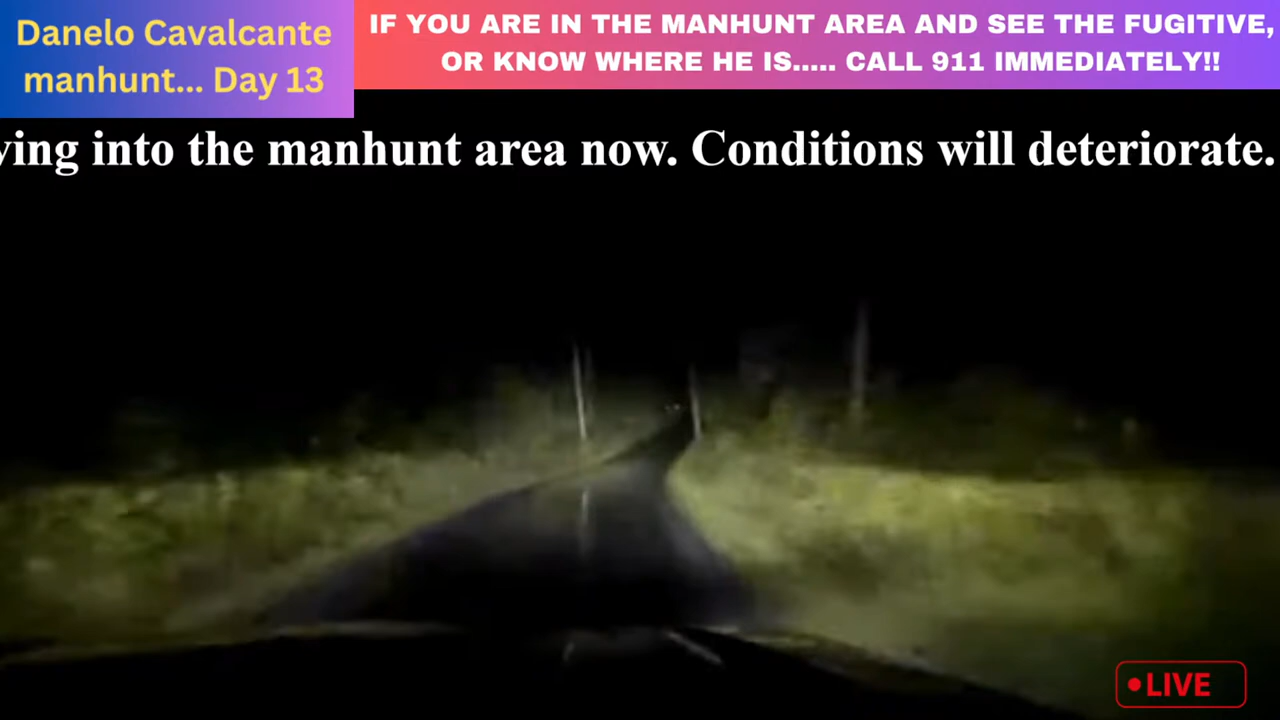 Danelo Cavalcante
manhunt... Day 13
IF YOU ARE IN THE MANHUNT AREA AND SEE THE FUGITIVE,
OR KNOW WHERE HE IS..... CALL 911 IMMEDIATELY!!
ying into the manhunt area now. Conditions will deteriorate.
LIVE